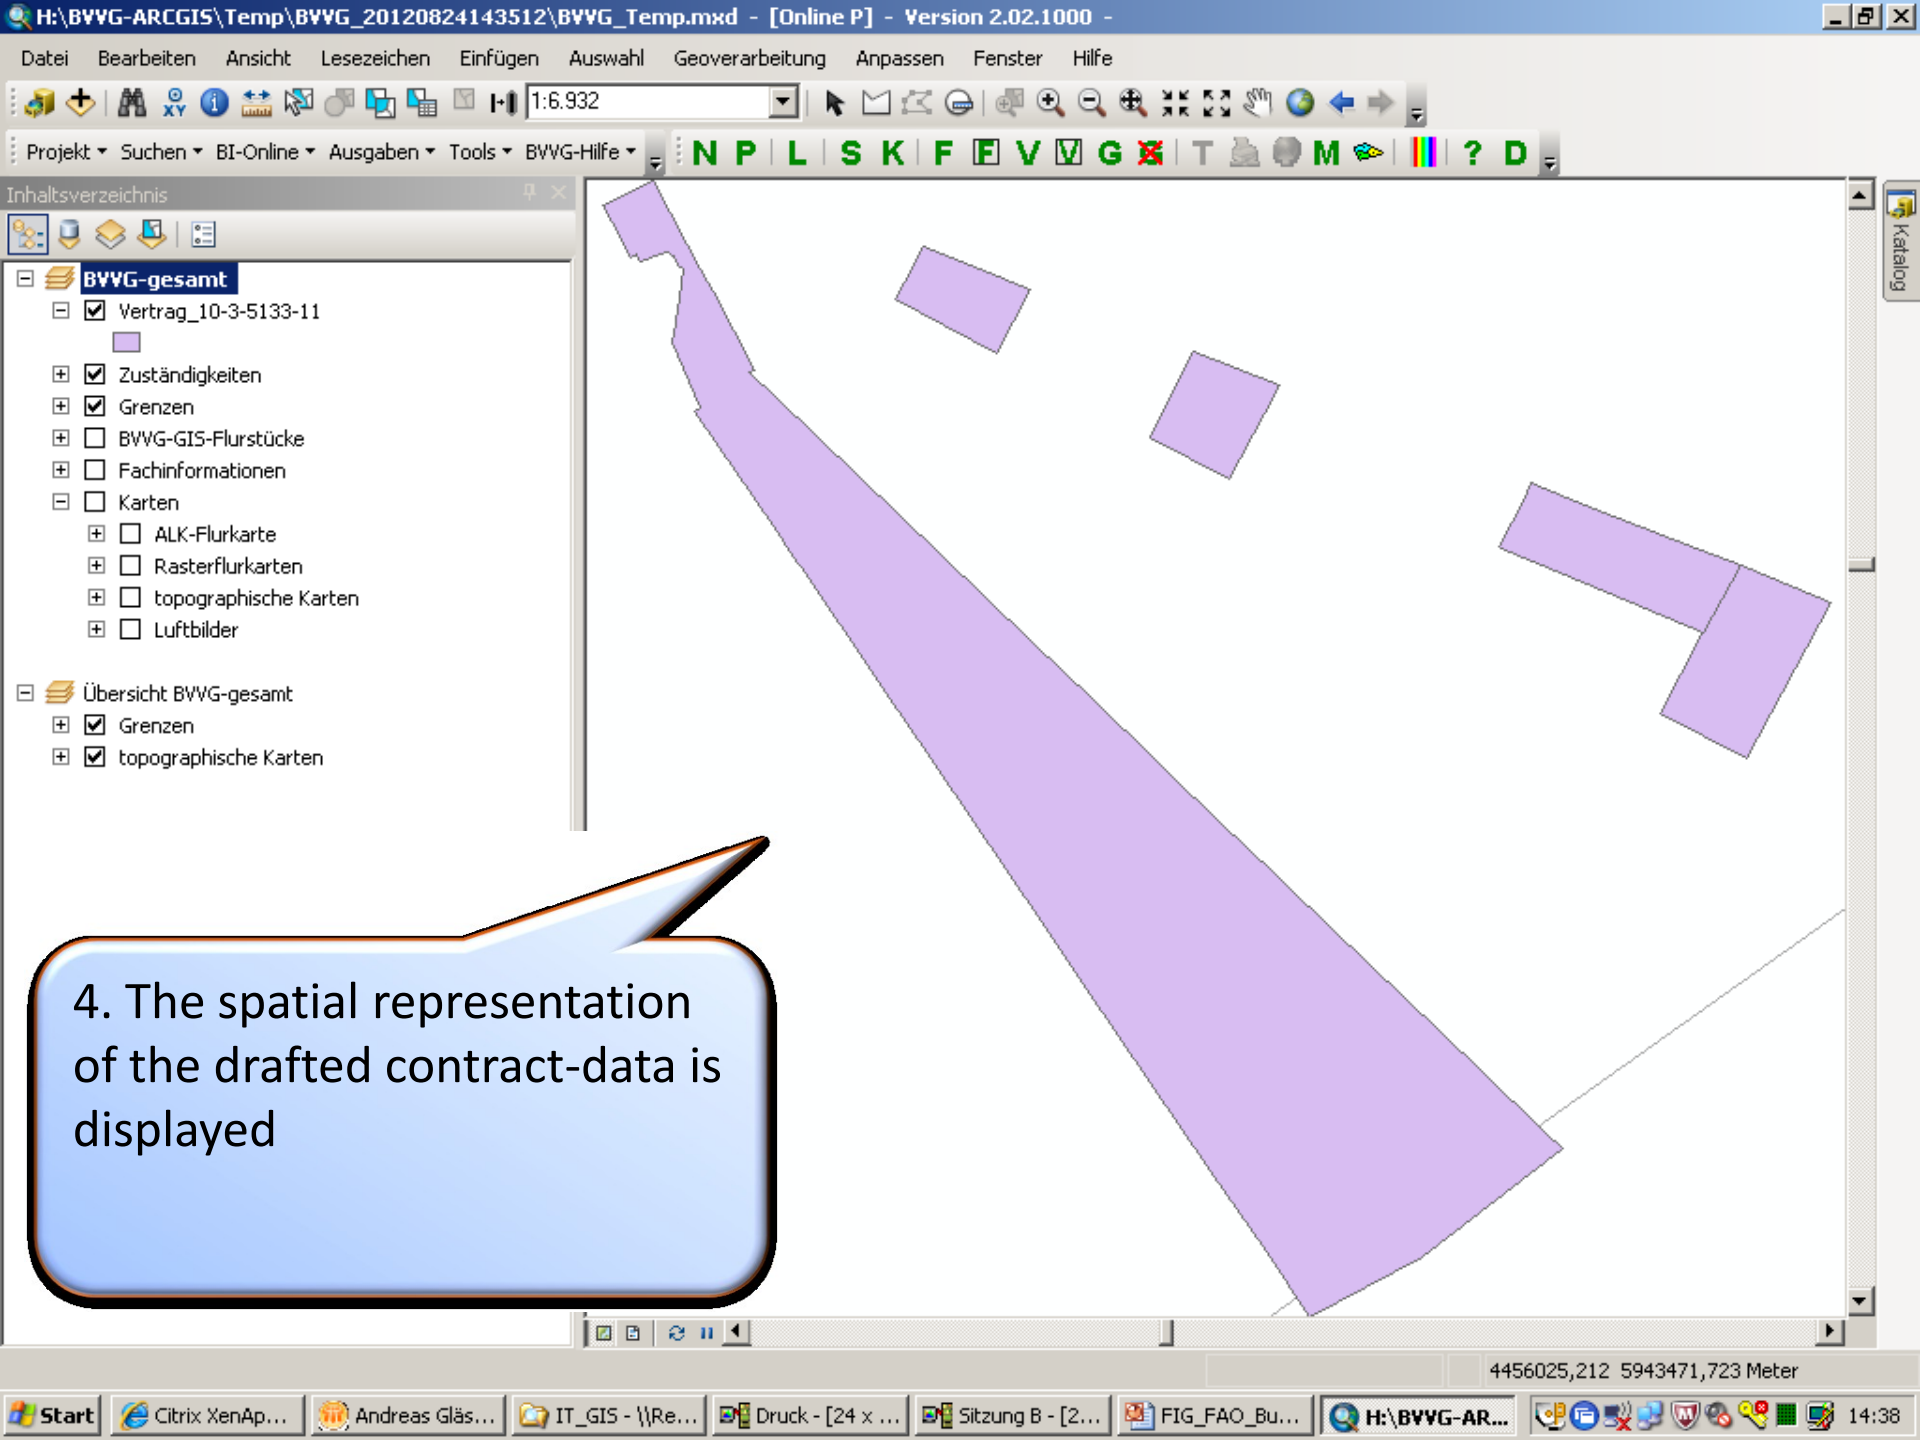 H:\BVVG-ARCGIS\Temp\BVVG_20120824143512\BVVG_Temp.mxd - [Online P] - Version 2.02.1000 -
Datei Bearbeiten Ansicht Lesezeichen Einfügen Auswahl Geoverarbeitung Anpassen Fenster Hilfe
1:6.932
Projekt Suchen BI-Online Ausgaben Tools BVVG-Hilfe N P L S K F F V V G G T M ? D
Inhaltsverzeichnis
Katalog
BVVG-gesamt
Vertrag_10-3-5133-11
Zuständigkeiten
Grenzen
BVVG-GIS-Flurstücke
Fachinformationen
Karten
ALK-Flurkarte
Rasterflurkarten
topographische Karten
Luftbilder
Übersicht BVVG-gesamt
Grenzen
topographische Karten
4. The spatial representation
of the drafted contract-data is
displayed
4456025,212 5943471,723 Meter
Start Citrix XenAp... Andreas Gläs... IT_GIS - \\Re... Druck - [24 x ... Sitzung B - [2... FIG_FAO_Bu... H:\BVVG-AR... 14:38